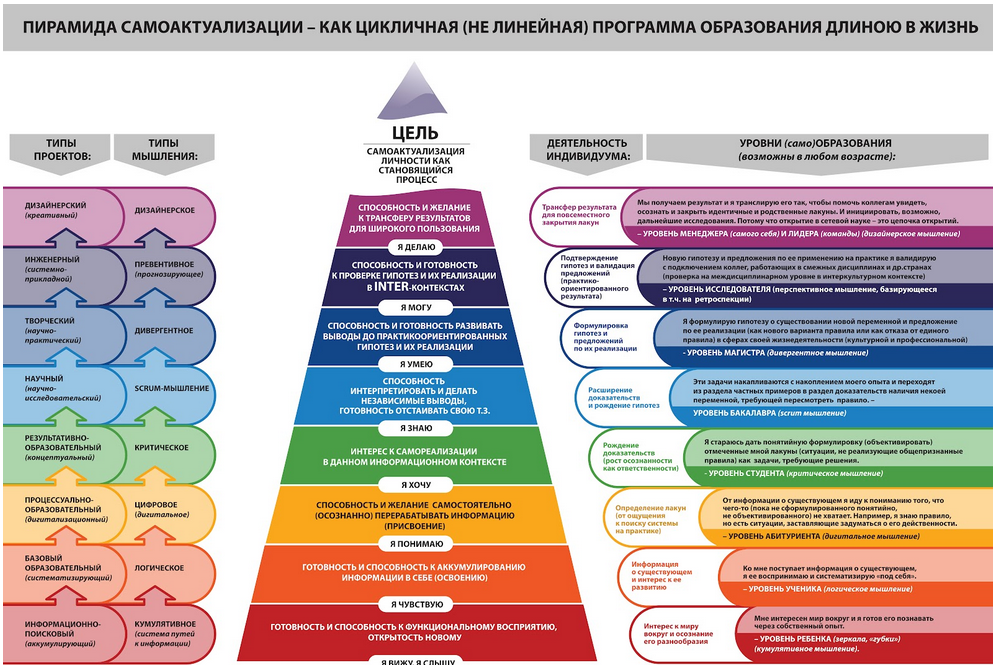 ПИРАМИДА САМОАКТУАЛИЗАЦИИ – КАК ЦИКЛИЧНАЯ (НЕ ЛИНЕЙНАЯ) ПРОГРАММА ОБРАЗОВАНИЯ ДЛИНОЮ В ЖИЗНЬ
ТИПЫ
ПРОЕКТОВ:
ТИПЫ
МЫШЛЕНИЯ:
ЦЕЛЬ
САМОАКТУАЛИЗАЦИЯ
ЛИЧНОСТИ КАК
СТАНОВЯЩИЙСЯ
ПРОЦЕСС
ДЕЯТЕЛЬНОСТЬ
ИНДИВИДУУМА:
УРОВНИ (само)ОБРАЗОВАНИЯ
(возможны в любом возрасте):
ДИЗАЙНЕРСКИЙ
(креативный)
ДИЗАЙНЕРСКОЕ
СПОСОБНОСТЬ И ЖЕЛАНИЕ
К ТРАНСФЕРУ РЕЗУЛЬТАТОВ
ДЛЯ ШИРОКОГО ПОЛЬЗОВАНИЯ
Трансфер результата
для повсеместного
закрытия лакун
Мы получаем результат и я транслирую его так, чтобы помочь коллегам увидеть,
осознать и закрыть идентичные и родственные лакуны. И инициировать, возможно,
дальнейшие исследования. Потому что открытие в сетевой науке – это цепочка открытий.
– УРОВЕНЬ МЕНЕДЖЕРА (самого себя) И ЛИДЕРА (команды) (дизайнерское мышление)
Я ДЕЛАЮ
ИНЖЕНЕРНЫЙ
(системно-
прикладной)
ПРЕВЕНТИВНОЕ
(прогнозирующее)
СПОСОБНОСТЬ И ГОТОВНОСТЬ
К ПРОВЕРКЕ ГИПОТЕЗ И ИХ РЕАЛИЗАЦИИ
В INTER-КОНТЕКСТАХ
Подтверждение
гипотез и валидация
предложений
(практико-
ориентированного
результата)
Новую гипотезу и предложения по ее применению на практике я валидирую
с подключением коллег, работающих в смежных дисциплинах и др.странах
(проверка на междисциплинарном уровне в интеркультурном контексте)
– УРОВЕНЬ ИССЛЕДОВАТЕЛЯ (перспективное мышление, базирующееся
в т.ч. на ретроспекции)
Я МОГУ
ТВОРЧЕСКИЙ
(научно-
практический)
ДИВЕРГЕНТНОЕ
СПОСОБНОСТЬ И ГОТОВНОСТЬ РАЗВИВАТЬ
ВЫВОДЫ ДО ПРАКТИКООРИЕНТИРОВАННЫХ
ГИПОТЕЗ И ИХ РЕАЛИЗАЦИИ
Формулировка
гипотез и
предложений
по их реализации
Я формулирую гипотезу о существовании новой переменной и предложение
по ее реализации (как нового варианта правила или как отказа от единого
правила) в сферах своей жизнедеятельности (культурной и профессиональной)
- УРОВЕНЬ МАГИСТРА (дивергентное мышление)
Я УМЕЮ
НАУЧНЫЙ
(научно-
исследовательский)
SCRUM-МЫШЛЕНИЕ
СПОСОБНОСТЬ
ИНТЕРПРЕТИРОВАТЬ И ДЕЛАТЬ
НЕЗАВИСИМЫЕ ВЫВОДЫ,
ГОТОВНОСТЬ ОТСТАИВАТЬ СВОЮ Т.З.
Расширение
доказательств
и рождение гипотез
Эти задачи накапливаются с накоплением моего опыта и переходят
из раздела частных примеров в раздел доказательств наличия некоей
переменной, требующей пересмотреть правило. –
УРОВЕНЬ БАКАЛАВРА (scrum мышление)
Я ЗНАЮ
РЕЗУЛЬТАТИВНО-
ОБРАЗОВАТЕЛЬНЫЙ
(концептуальный)
КРИТИЧЕСКОЕ
ИНТЕРЕС К САМОРЕАЛИЗАЦИИ
В ДАННОМ ИНФОРМАЦИОННОМ КОНТЕКСТЕ
Рождение
доказательств
(рост осознанности
как ответственности)
Я стараюсь дать понятийную формулировку (объективировать)
отмеченные мной лакуны (ситуации, не реализующие общепризнанные
правила) как задачи, требующие решения.
- УРОВЕНЬ СТУДЕНТА (критическое мышление)
Я ХОЧУ
ПРОЦЕССУАЛЬНО-
ОБРАЗОВАТЕЛЬНЫЙ
(дигитализационный)
ЦИФРОВОЕ
(дигитальное)
СПОСОБНОСТЬ И ЖЕЛАНИЕ САМОСТОЯТЕЛЬНО
(ОСОЗНАННО) ПЕРЕРАБАТЫВАТЬ ИНФОРМАЦИЮ
(ПРИСВОЕНИЕ)
Определение лакун
(от ощущения
к поиску системы
на практике)
От информации о существующем я иду к пониманию того, что
чего-то (пока не сформулированного понятийно,
не объективированного) не хватает. Например, я знаю правило,
но есть ситуации, заставляющие задуматься о его действенности.
– УРОВЕНЬ АБИТУРИЕНТА (дигитальное мышление)
Я ПОНИМАЮ
БАЗОВЫЙ
ОБРАЗОВАТЕЛЬНЫЙ
(систематизирующий)
ЛОГИЧЕСКОЕ
ГОТОВНОСТЬ И СПОСОБНОСТЬ К АККУМУЛИРОВАНИЮ
ИНФОРМАЦИИ В СЕБЕ (ОСВОЕНИЮ)
Информация
о существующем
и интерес к ее
развитию
Ко мне поступает информация о существующем,
я ее воспринимаю и систематизирую «под себя».
– УРОВЕНЬ УЧЕНИКА (логическое мышление)
Я ЧУВСТВУЮ
ИНФОРМАЦИОННО-
ПОИСКОВЫЙ
(аккумулирующий)
КУМУЛЯТИВНОЕ
(система путей
к информации)
ГОТОВНОСТЬ И СПОСОБНОСТЬ К ФУНКЦИОНАЛЬНОМУ ВОСПРИЯТИЮ,
ОТКРЫТОСТЬ НОВОМУ
Интерес к миру
вокруг и осознание
его разнообразия
Мне интересен мир вокруг и я готов его познавать
через собственный опыт.
– УРОВЕНЬ РЕБЕНКА (зеркала, «губки»)
(кумулятивное мышление).
Я ВИЖУ, Я СЛЫШУ